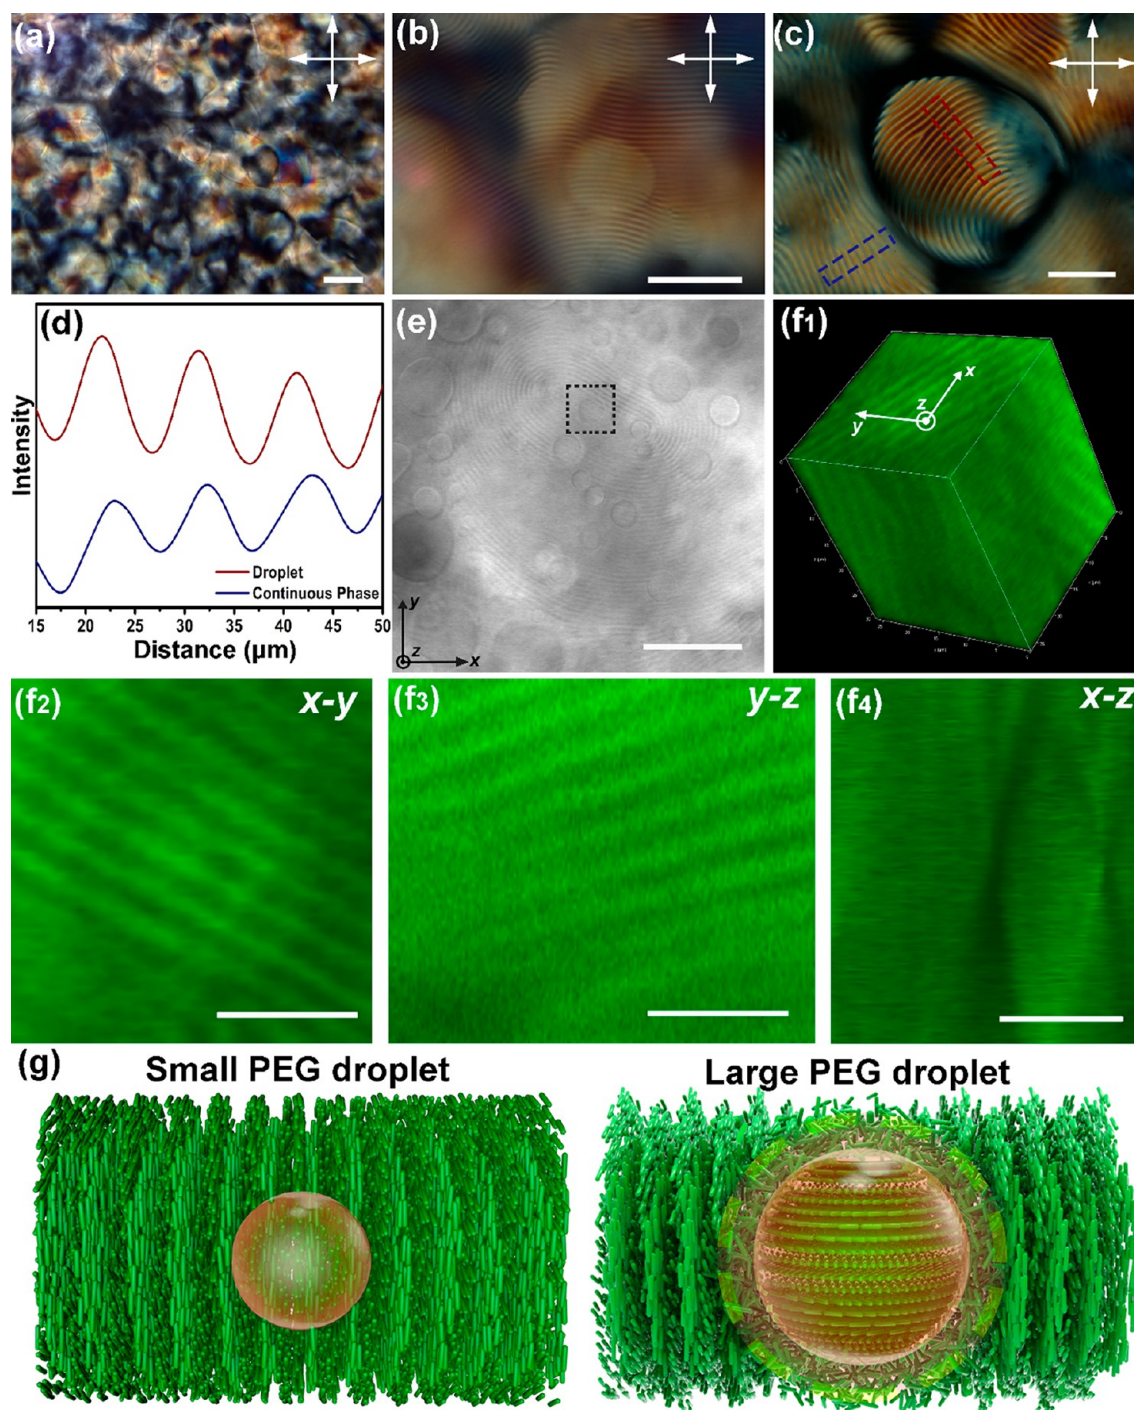 (a)
(b)
(c)
(d)
Intensity
Droplet
Continuous Phase
15 20 25 30 35 40 45 50
Distance (µm)
(e)
y
z
x
(f1)
x
z
y
(f2)
x-y
(f3)
y-z
(f4)
x-z
(g)
Small PEG droplet
Large PEG droplet